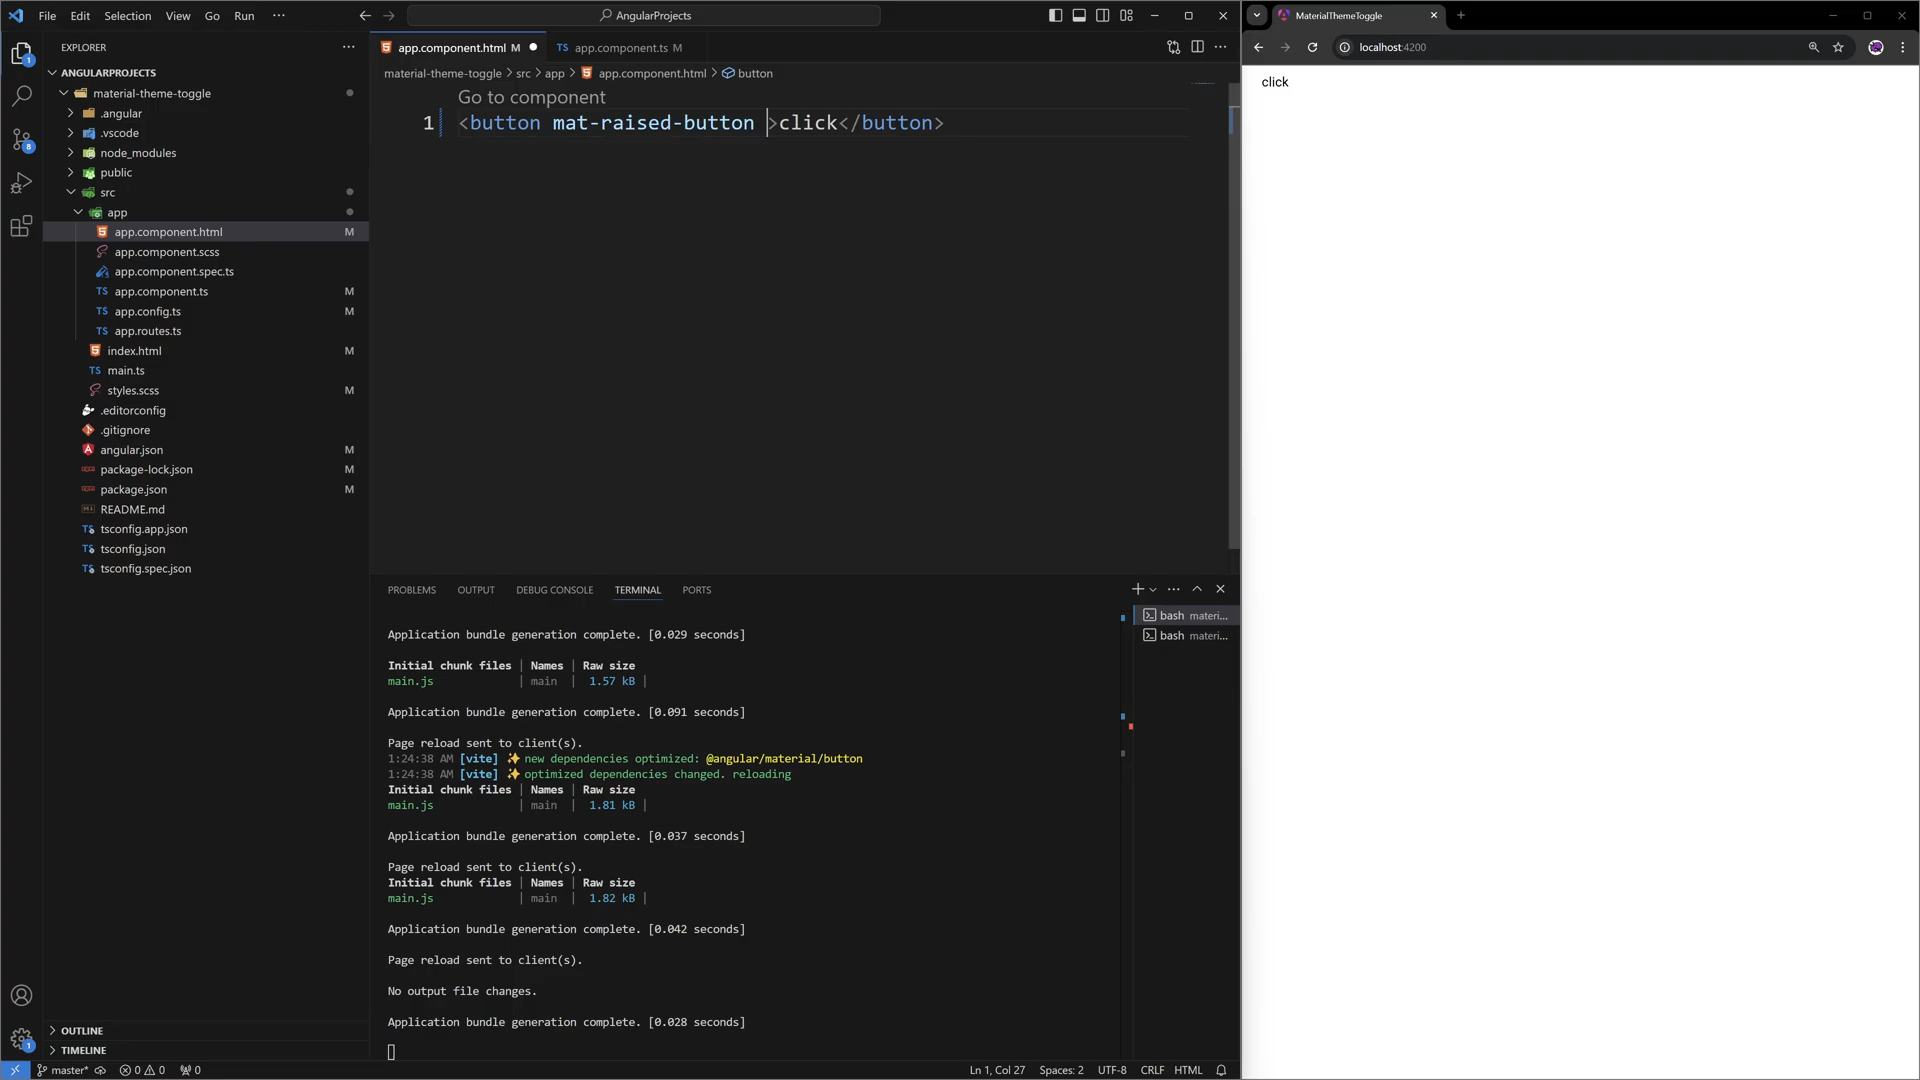 File Edit Selection View Go Run ···
AngularProjects
MaterialThemeToggle
localhost:4200
click
EXPLORER
ANGULARPROJECTS
material-theme-toggle
.angular
.vscode
node_modules
public
src
app
app.component.html M
app.component.scss
app.component.spec.ts
app.component.ts M
app.config.ts M
app.routes.ts
index.html M
main.ts
styles.scss M
.editorconfig
.gitignore
angular.json M
package-lock.json M
package.json M
README.md
tsconfig.app.json
tsconfig.json
tsconfig.spec.json
OUTLINE
TIMELINE
app.component.html M
TS app.component.ts M
material-theme-toggle > src > app > app.component.html > button
Go to component
1 <button mat-raised-button >click</button>
PROBLEMS OUTPUT DEBUG CONSOLE TERMINAL PORTS
bash materi...
bash materi...
Application bundle generation complete. [0.029 seconds]
Initial chunk files | Names | Raw size
main.js | main | 1.57 kB |
Application bundle generation complete. [0.091 seconds]
Page reload sent to client(s).
1:24:38 AM [vite] ✨ new dependencies optimized: @angular/material/button
1:24:38 AM [vite] ✨ optimized dependencies changed. reloading
Initial chunk files | Names | Raw size
main.js | main | 1.81 kB |
Application bundle generation complete. [0.037 seconds]
Page reload sent to client(s).
Initial chunk files | Names | Raw size
main.js | main | 1.82 kB |
Application bundle generation complete. [0.042 seconds]
Page reload sent to client(s).
No output file changes.
Application bundle generation complete. [0.028 seconds]
master* 0 0 0
Ln 1, Col 27 Spaces: 2 UTF-8 CRLF HTML